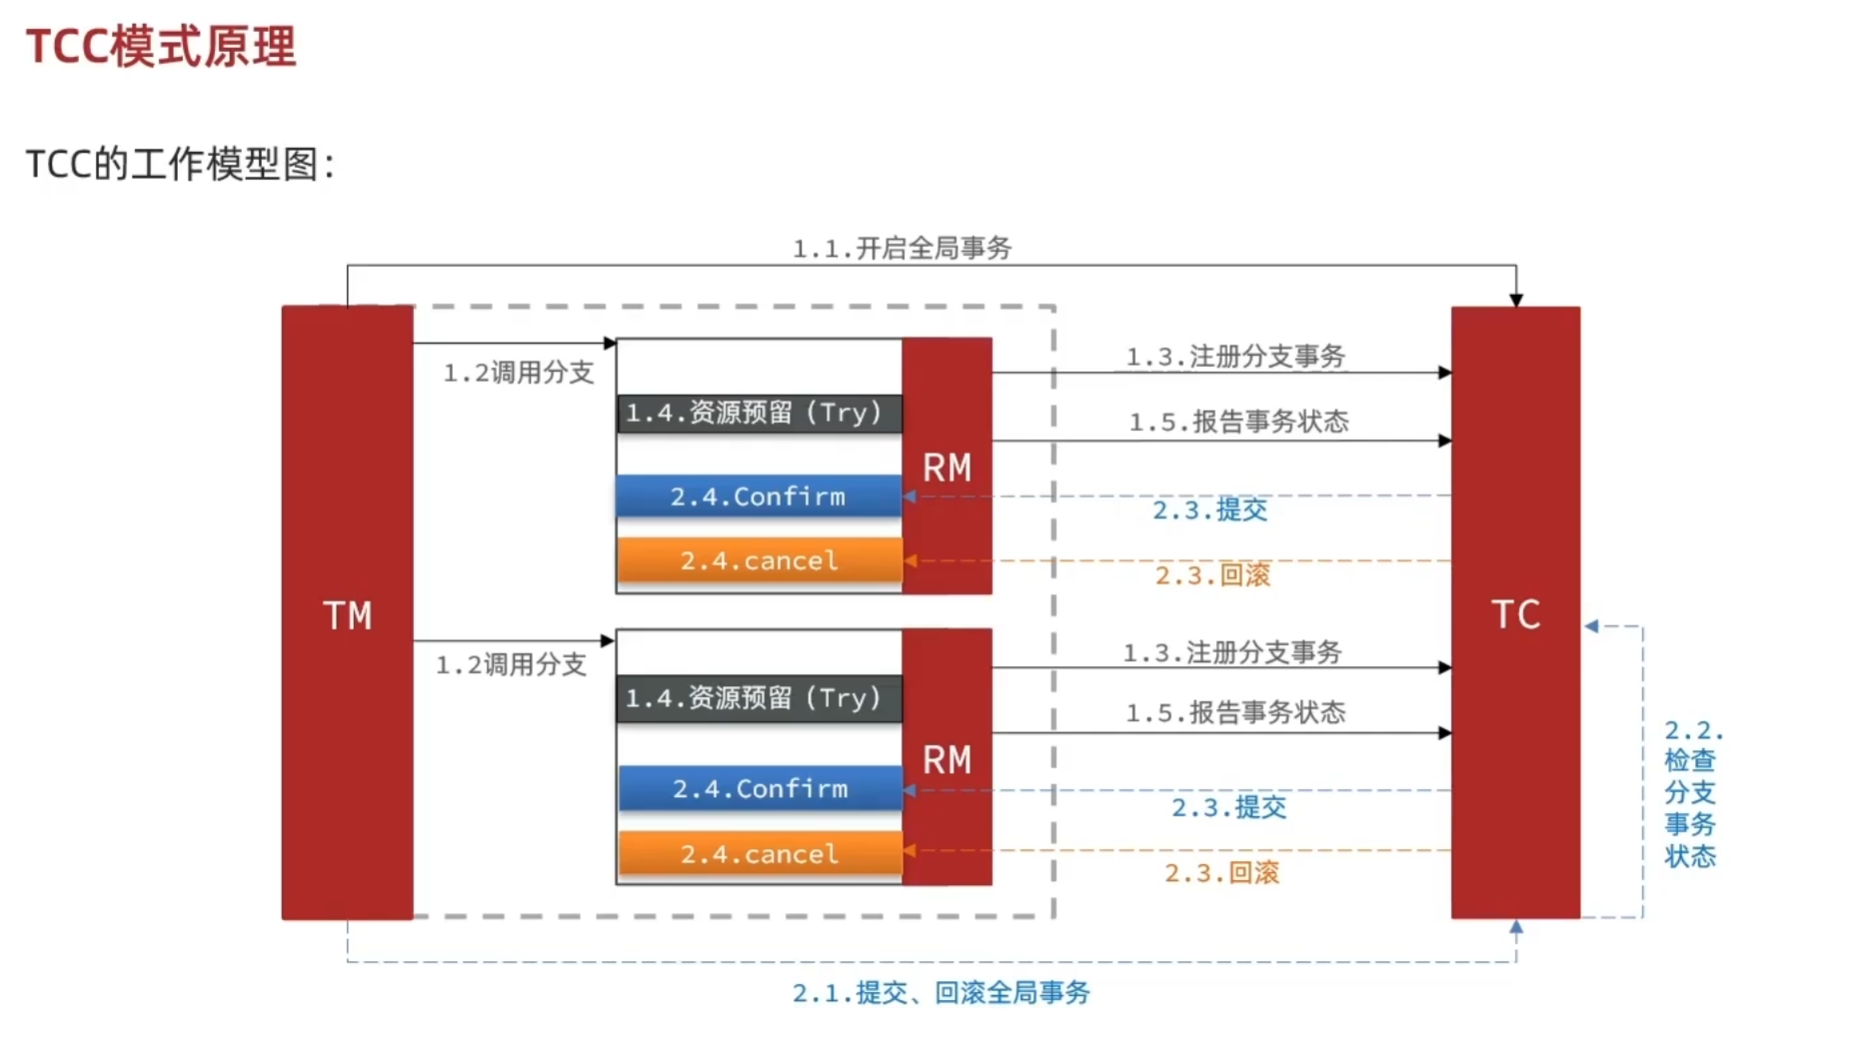 TCC模式原理
TCC的工作模型图：
1.1.开启全局事务
1.2调用分支
1.4.资源预留（Try）
2.4.Confirm
2.4.cancel
RM
1.3.注册分支事务
1.5.报告事务状态
2.3.提交
2.3.回滚
TM
TC
1.2调用分支
1.4.资源预留（Try）
2.4.Confirm
2.4.cancel
RM
1.3.注册分支事务
1.5.报告事务状态
2.3.提交
2.3.回滚
2.2.
检查
分支
事务
状态
2.1.提交、回滚全局事务